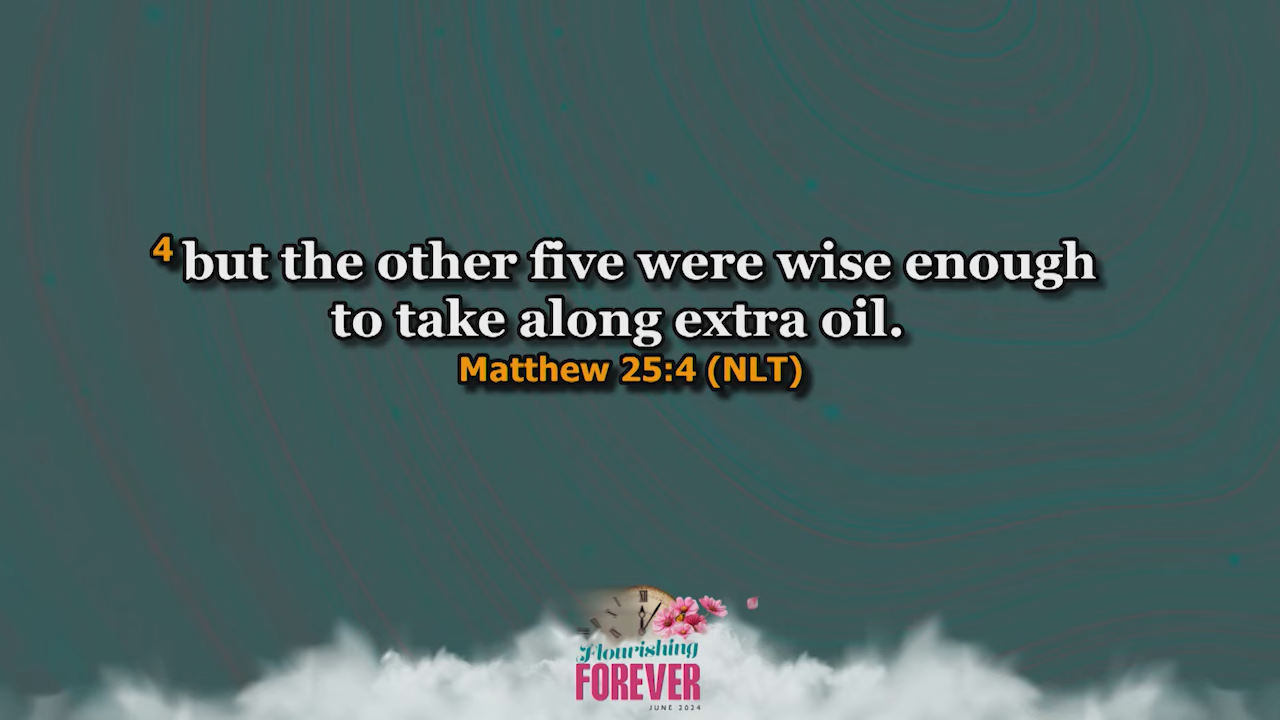 4 but the other five were wise enough
to take along extra oil.
Matthew 25:4 (NLT)
XII
Flourishing
FOREVER
JUNE 2024